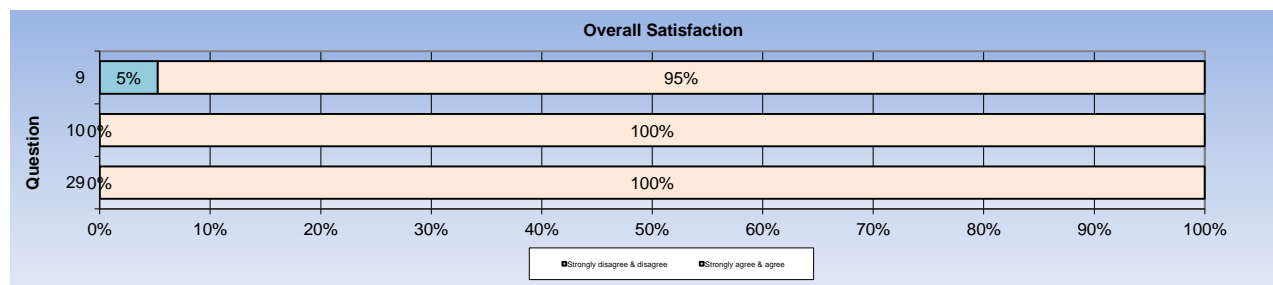 Overall Satisfaction
Question
9 5% 95%
10 0% 100%
29 0% 100%
0% 10% 20% 30% 40% 50% 60% 70% 80% 90% 100%
Strongly disagree & disagree Strongly agree & agree